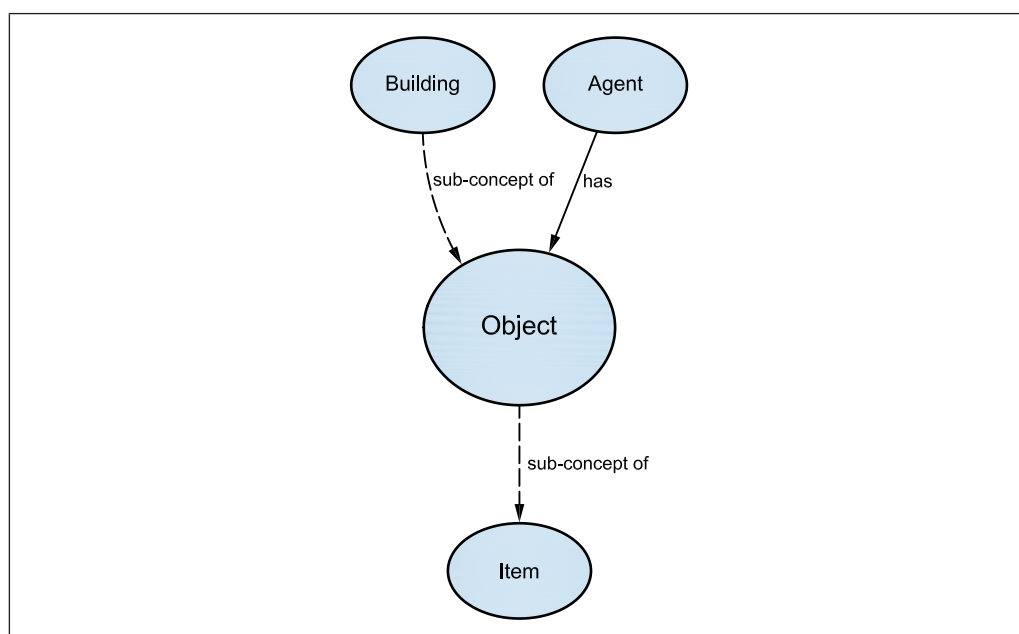 Building
Agent
sub-concept of
has
Object
sub-concept of
Item